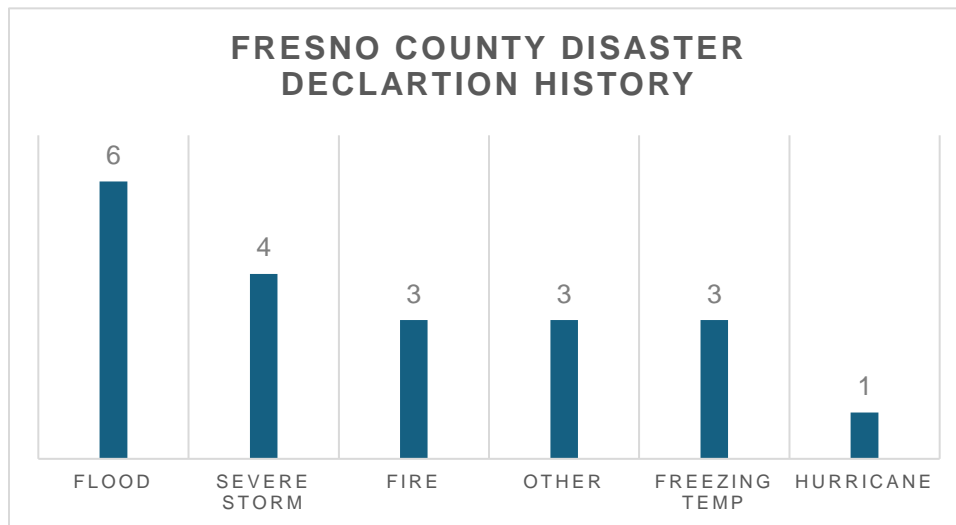 FRESNO COUNTY DISASTER
DECLARTION HISTORY
6
4
3
3
3
1
FLOOD
SEVERE
STORM
FIRE
OTHER
FREEZING
TEMP
HURRICANE